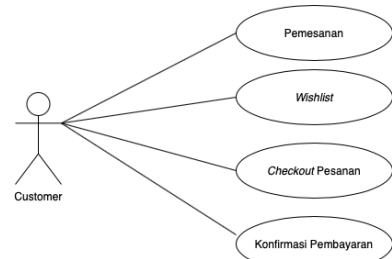 Pemesanan
Wishlist
Checkout Pesanan
Customer
Konfirmasi Pembayaran